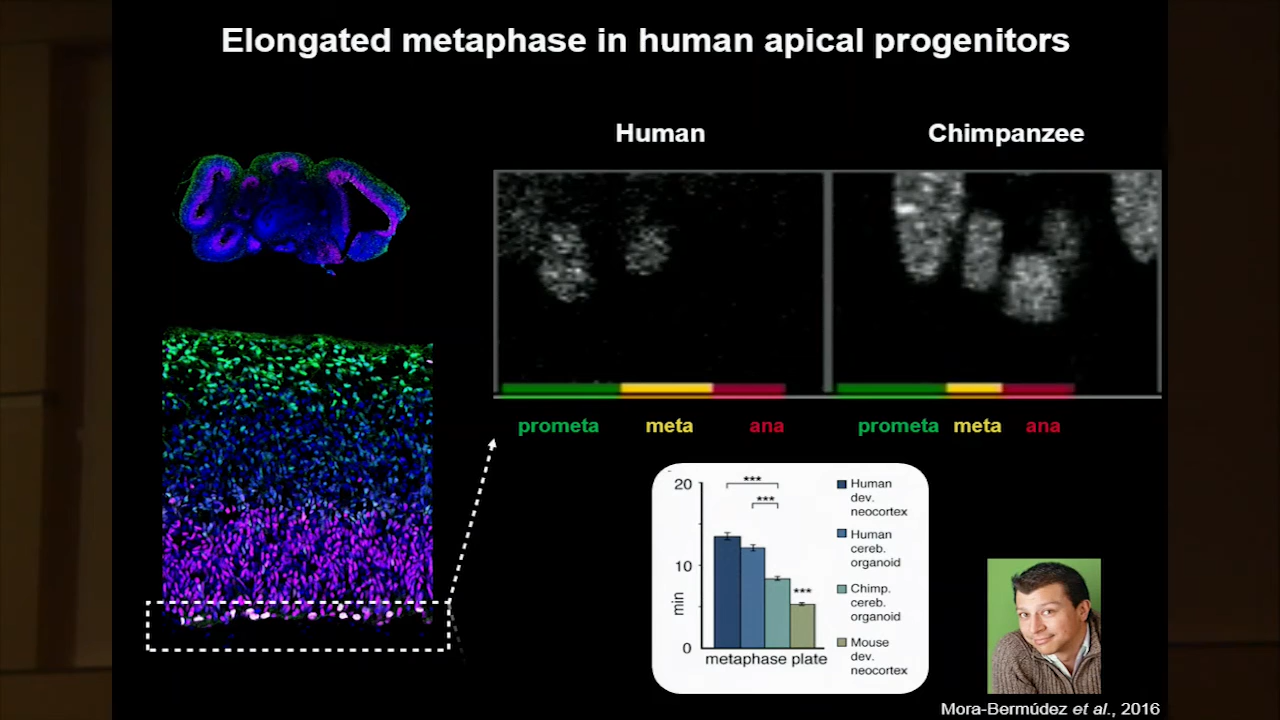 Elongated metaphase in human apical progenitors
Human
Chimpanzee
prometa
meta
ana
prometa
meta
ana
20
10
0
min
***
***
***
metaphase plate
Human
dev.
neocortex
Human
cereb.
organoid
Chimp.
cereb.
organoid
Mouse
dev.
neocortex
Mora-Bermúdez et al., 2016